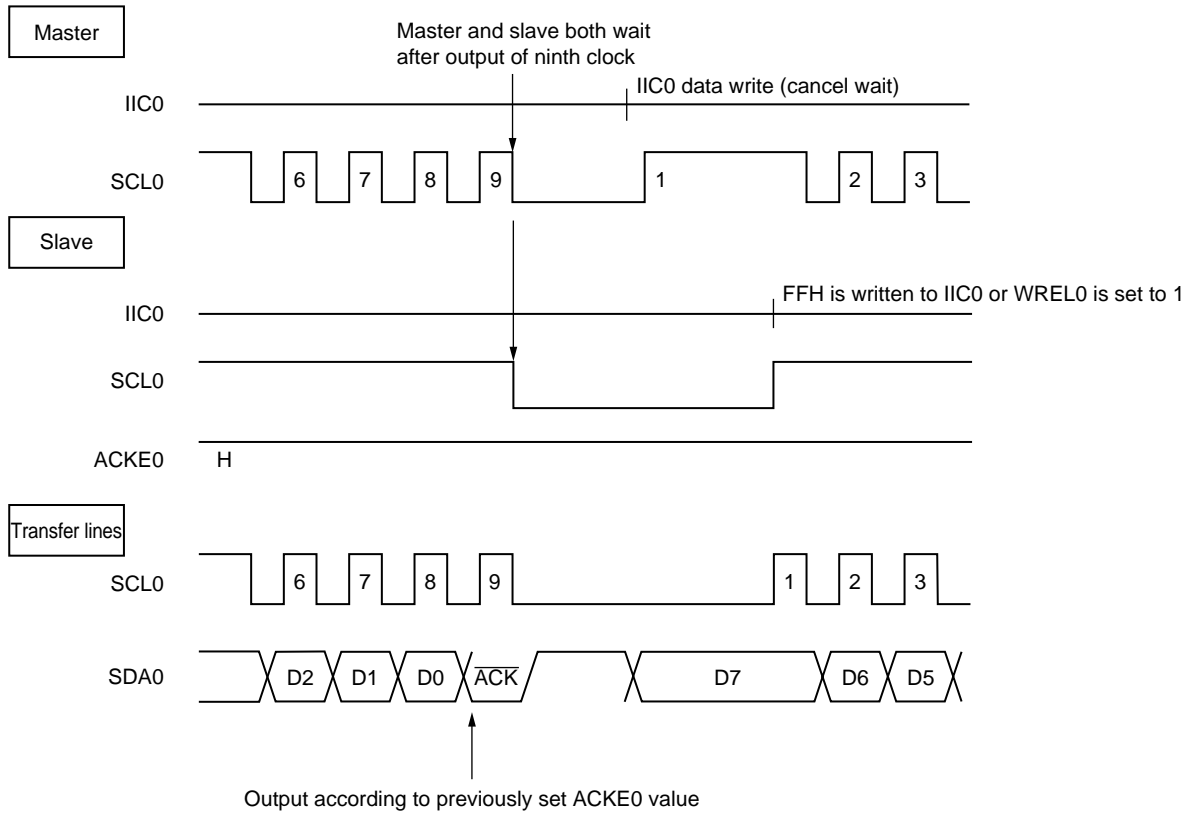 Master
Master and slave both wait
after output of ninth clock
IIC0 data write (cancel wait)
IIC0
SCL0
6 7 8 9 1 2 3
Slave
FFH is written to IIC0 or WREL0 is set to 1
IIC0
SCL0
ACKE0 H
Transfer lines
SCL0
6 7 8 9 1 2 3
SDA0
D2 D1 D0 ACK D7 D6 D5
Output according to previously set ACKE0 value